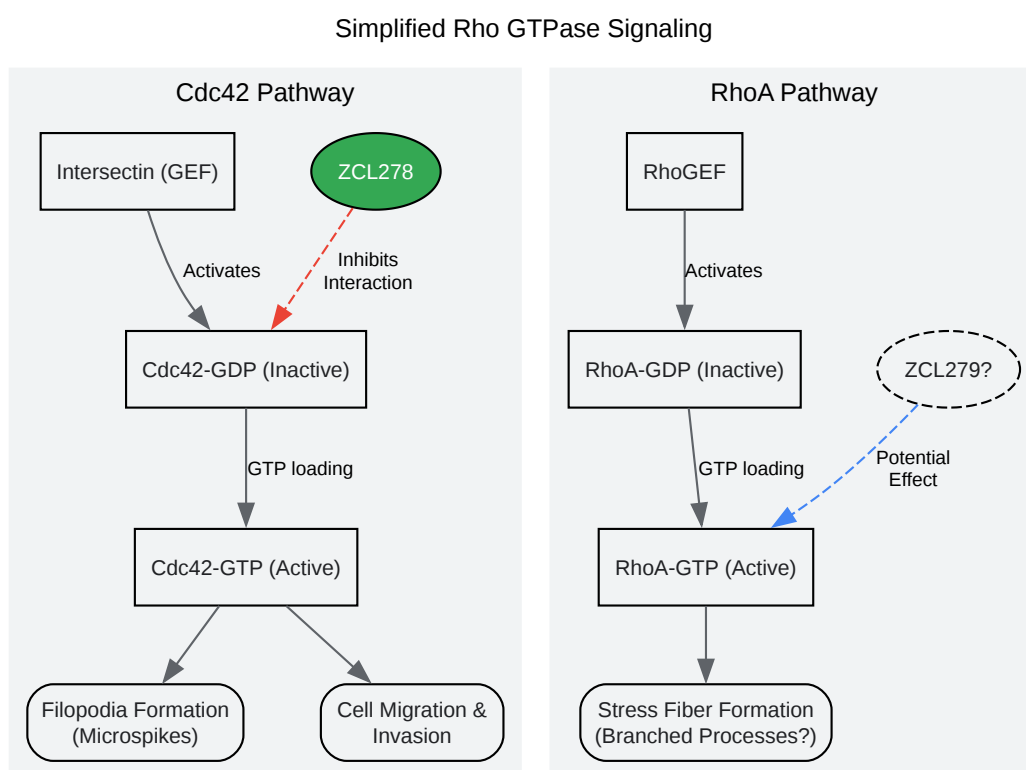 Simplified Rho GTPase Signaling
Cdc42 Pathway
Intersectin (GEF)
ZCL278
Activates
Inhibits
Interaction
Cdc42-GDP (Inactive)
GTP loading
Cdc42-GTP (Active)
Filopodia Formation
(Microspikes)
Cell Migration &
Invasion
RhoA Pathway
RhoGEF
Activates
RhoA-GDP (Inactive)
ZCL279?
GTP loading
Potential
Effect
RhoA-GTP (Active)
Stress Fiber Formation
(Branched Processes?)